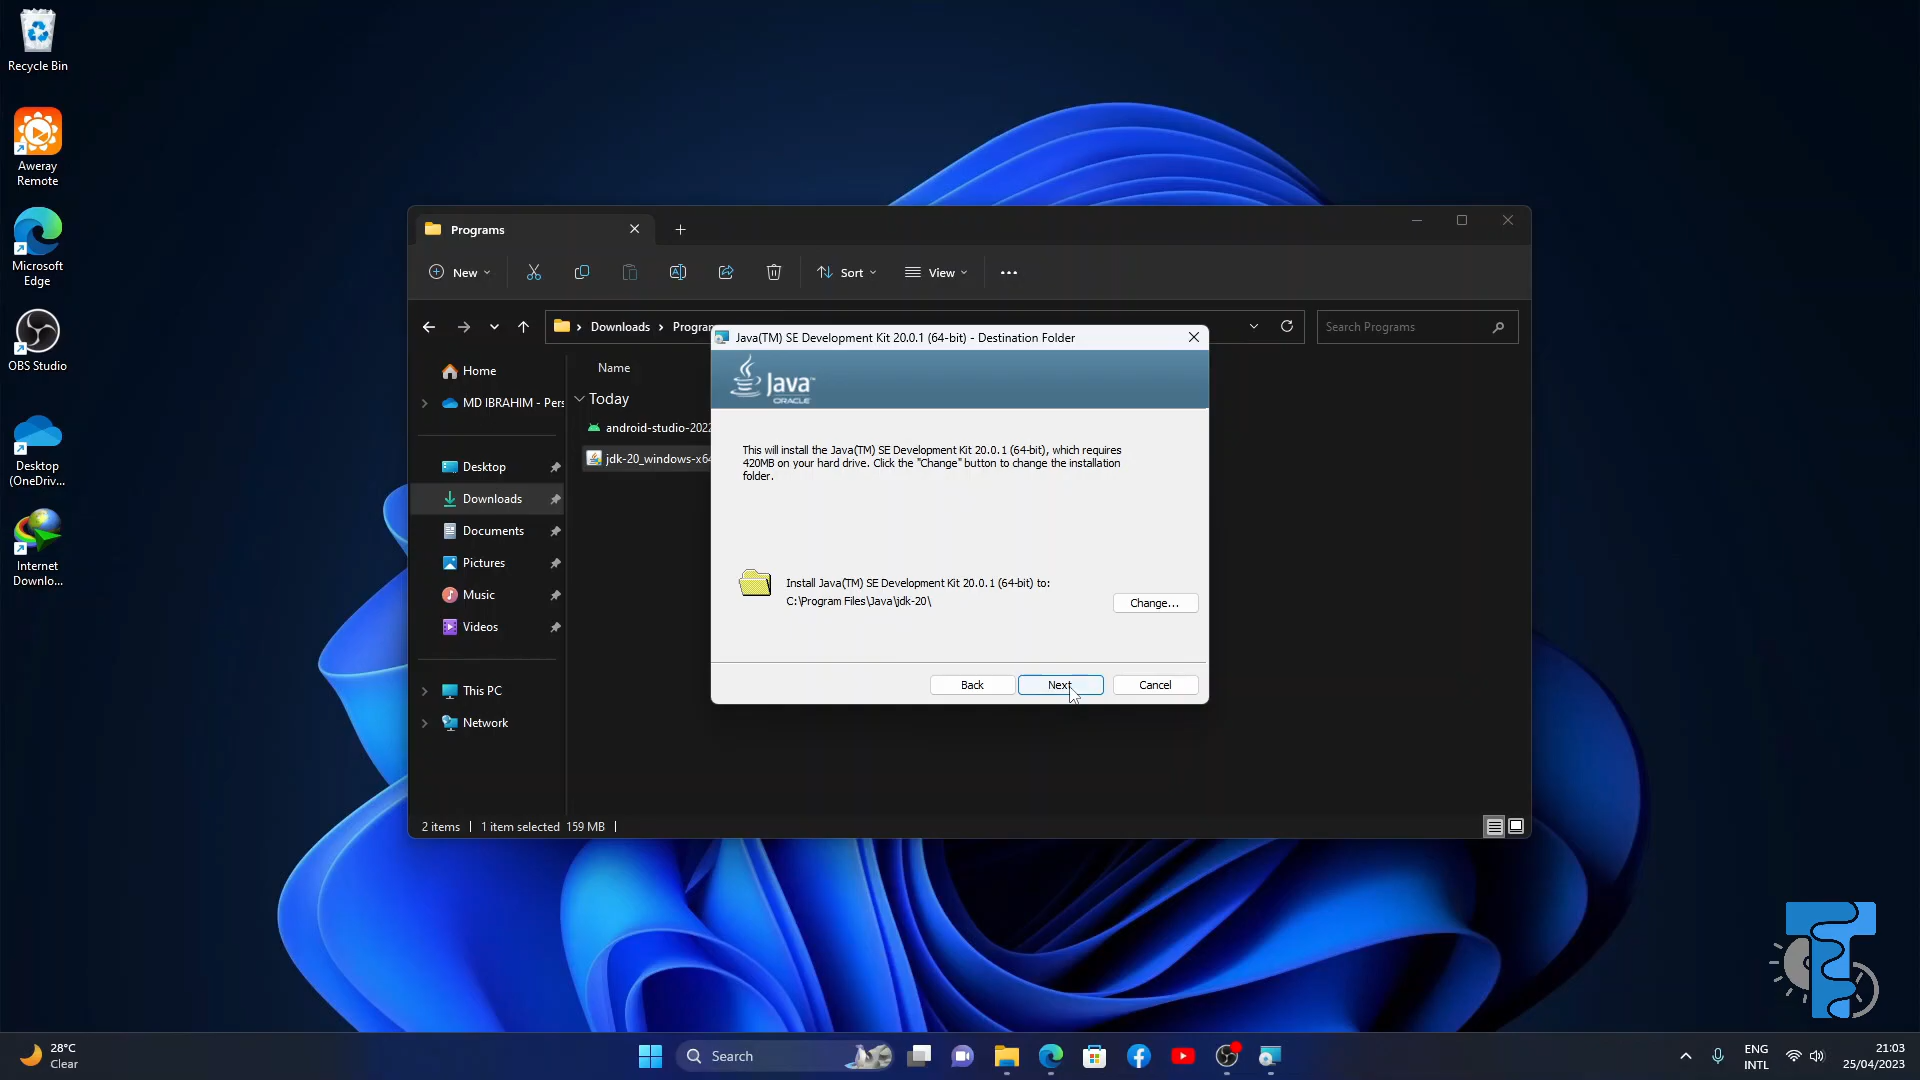 Recycle Bin
Aweray
Remote
Microsoft
Edge
OBS Studio
Desktop
(OneDriv...
Internet
Downlo...
Programs
New
Sort
View
Downloads
Program
Search Programs
Home
MD IBRAHIM - Pers
Desktop
Downloads
Documents
Pictures
Music
Videos
This PC
Network
Name
Today
android-studio-2022
jdk-20_windows-x64
2 items
1 item selected 159 MB
Java(TM) SE Development Kit 20.0.1 (64-bit) - Destination Folder
Java™
ORACLE
This will install the Java(TM) SE Development Kit 20.0.1 (64-bit), which requires
420MB on your hard drive. Click the "Change" button to change the installation
folder.
Install Java(TM) SE Development Kit 20.0.1 (64-bit) to:
C:\Program Files\Java\jdk-20\
Change...
Back
Next
Cancel
28°C
Clear
Search
ENG
INTL
21:03
25/04/2023